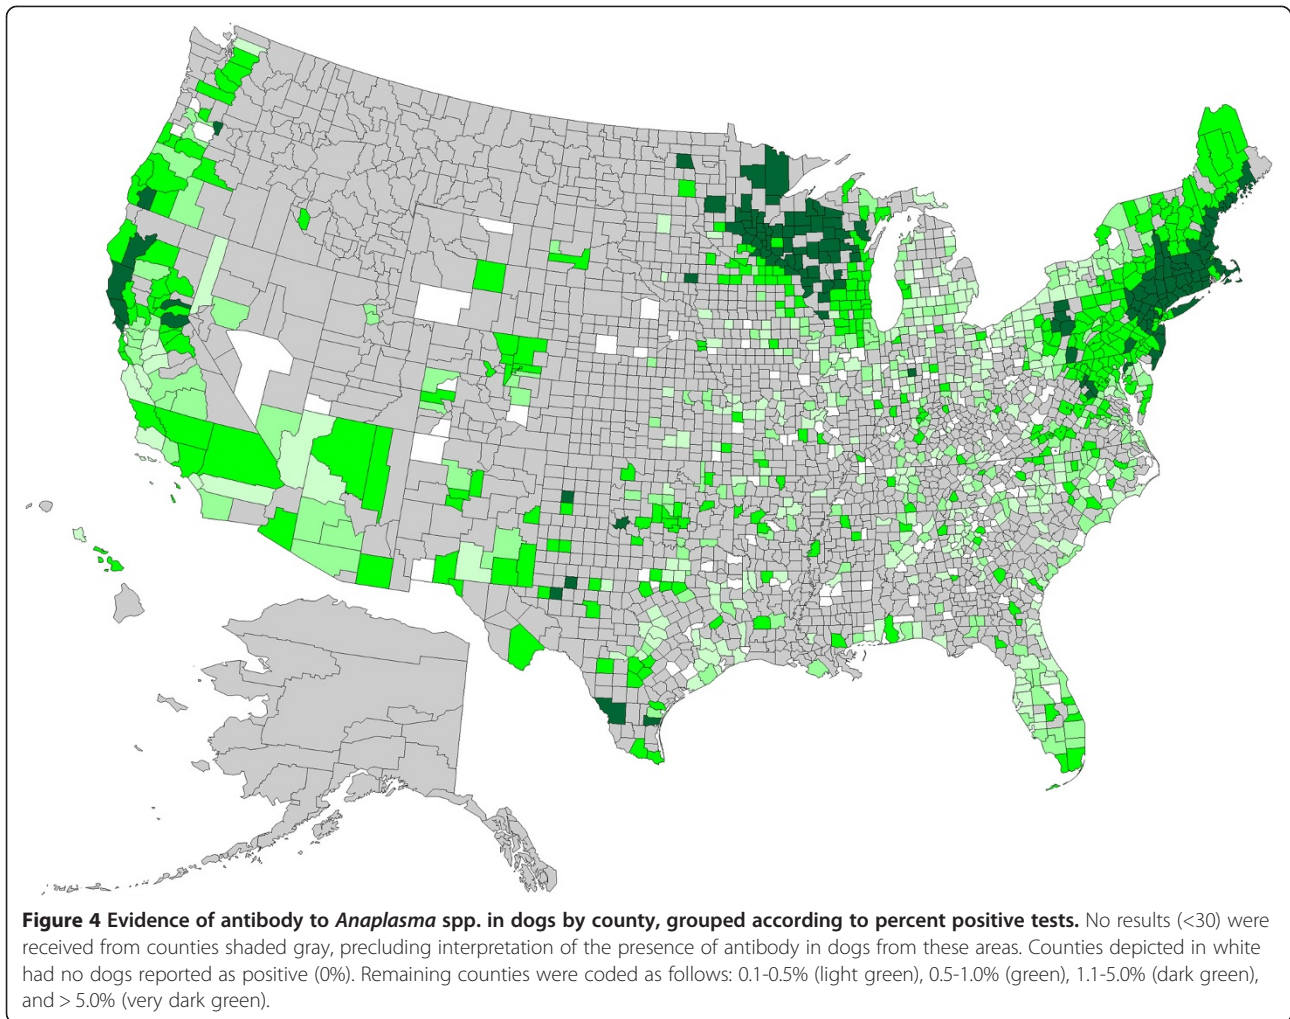 Figure 4 Evidence of antibody to Anaplasma spp. in dogs by county, grouped according to percent positive tests. No results (<30) were
received from counties shaded gray, precluding interpretation of the presence of antibody in dogs from these areas. Counties depicted in white
had no dogs reported as positive (0%). Remaining counties were coded as follows: 0.1-0.5% (light green), 0.5-1.0% (green), 1.1-5.0% (dark green),
and > 5.0% (very dark green).